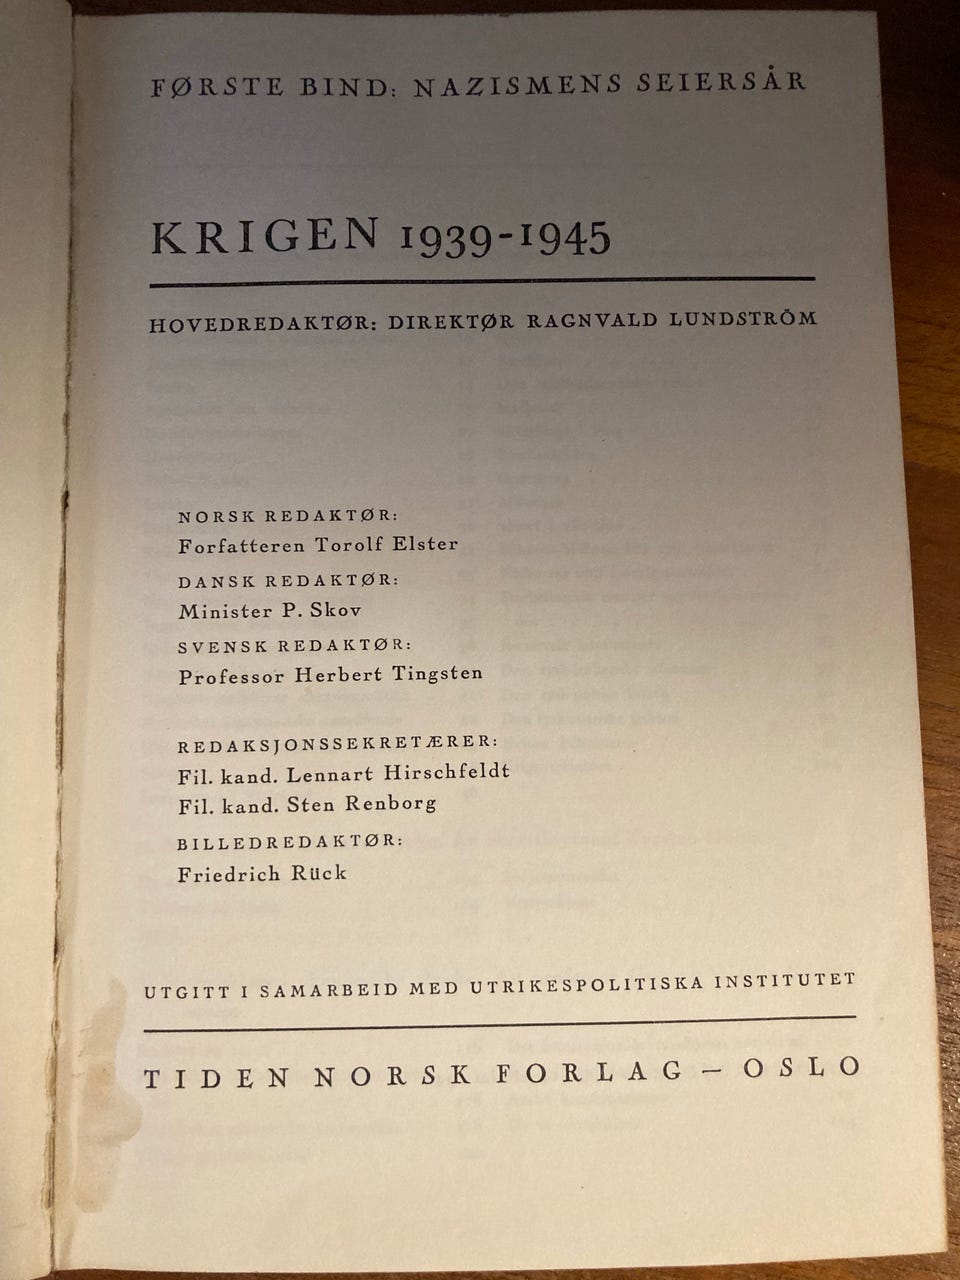 FØRSTE BIND: NAZISMENS SEIERSÅR
KRIGEN 1939-1945
HOVEDREDAKTØR: DIREKTØR RAGNVALD LUNDSTRÖM
NORSK REDAKTØR:
Forfatteren Torolf Elster
DANSK REDAKTØR:
Minister P. Skov
SVENSK REDAKTØR:
Professor Herbert Tingsten
REDAKSJONSSEKRETÆRER:
Fil. kand. Lennart Hirschfeldt
Fil. kand. Sten Renborg
BILLEDREDAKTØR:
Friedrich Rück
UTGITT I SAMARBEID MED UTRIKESPOLITISKA INSTITUTET
TIDEN NORSK FORLAG – OSLO